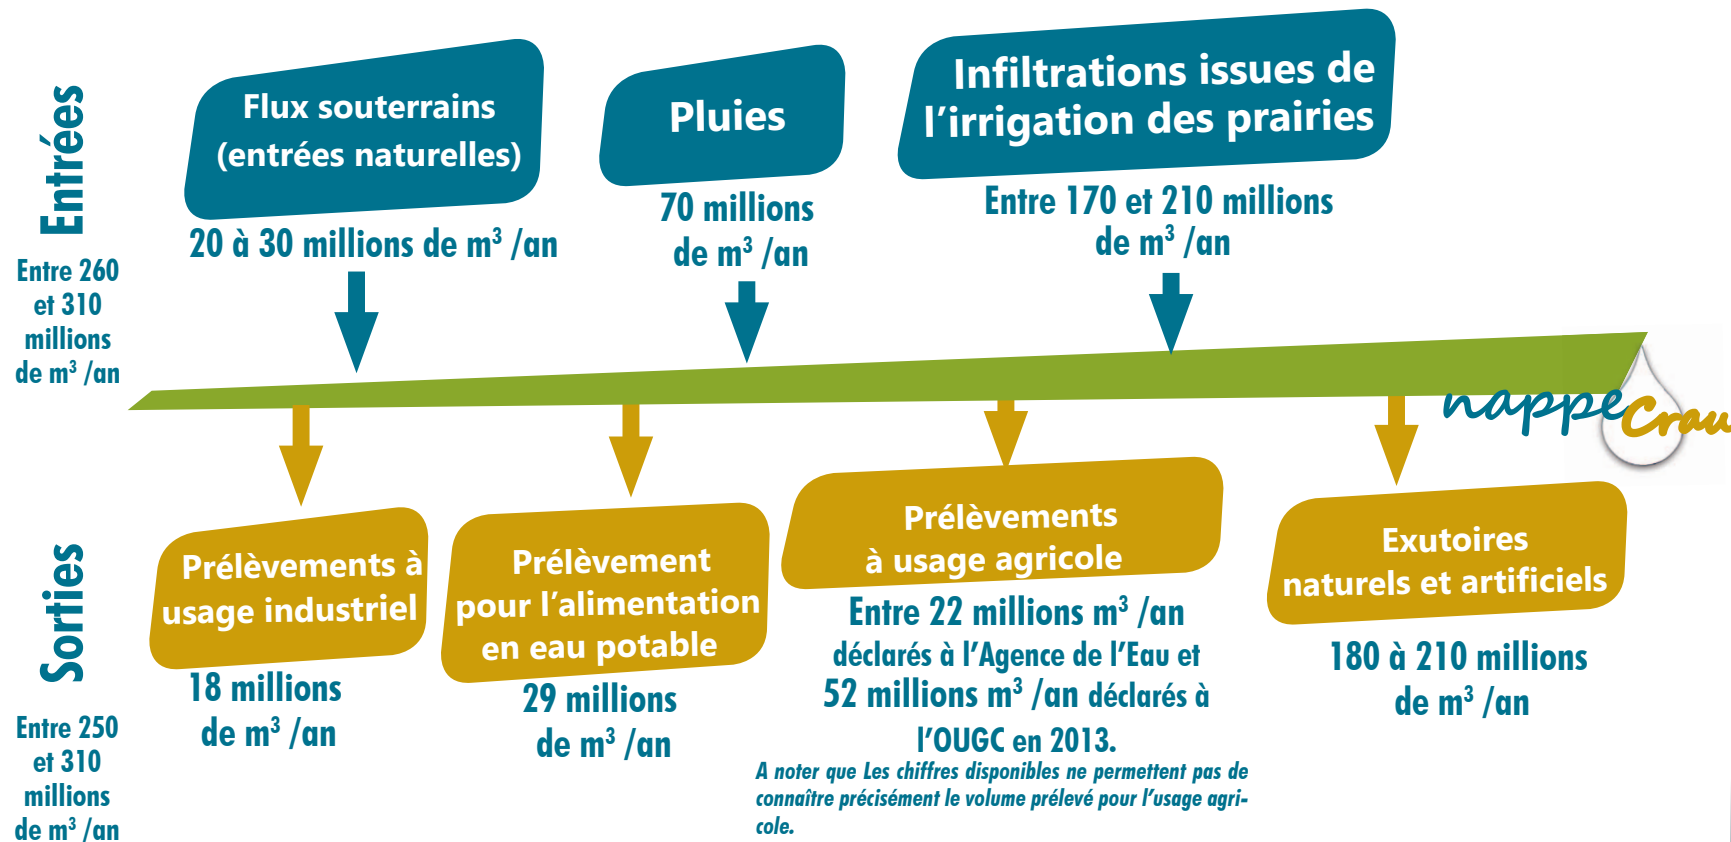 Entrées
Entre 260
et 310
millions
de m³ /an
Flux souterrains
(entrées naturelles)
20 à 30 millions de m³ /an
Pluies
70 millions
de m³ /an
Infiltrations issues de
l'irrigation des prairies
Entre 170 et 210 millions
de m³ /an
nappe
Crau
Sorties
Entre 250
et 310
millions
de m³ /an
Prélèvements à
usage industriel
18 millions
de m³ /an
Prélèvement
pour l'alimentation
en eau potable
29 millions
de m³ /an
Prélèvements
à usage agricole
Entre 22 millions m³ /an
déclarés à l'Agence de l'Eau et
52 millions m³ /an déclarés à
l'OUGC en 2013.
A noter que Les chiffres disponibles ne permettent pas de
connaître précisément le volume prélevé pour l'usage agri-
cole.
Exutoires
naturels et artificiels
180 à 210 millions
de m³ /an